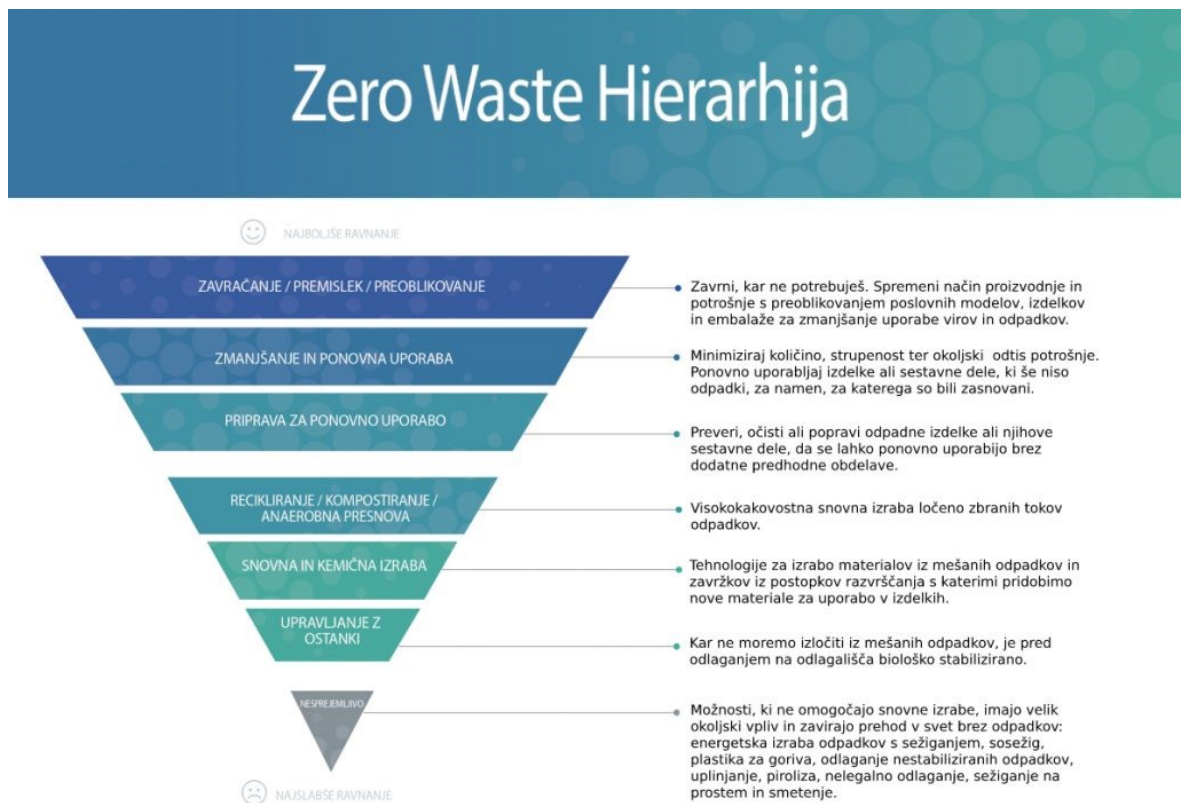 Zero Waste Hierarhija
NAJBOLJŠE RAVNANJE
ZAVRAČANJE / PREMISLEK / PREOBLIKOVANJE
Zavrni, kar ne potrebuješ. Spremeni način proizvodnje in
potrošnje s preoblikovanjem poslovnih modelov, izdelkov
in embalaže za zmanjšanje uporabe virov in odpadkov.
ZMANJŠANJE IN PONOVNA UPORABA
Minimiziraj količino, strupenost ter okoljski odtis potrošnje.
Ponovno uporabljaj izdelke ali sestavne dele, ki še niso
odpadki, za namen, za katerega so bili zasnovani.
PRIPRAVA ZA PONOVNO UPORABO
Preveri, očisti ali popravi odpadne izdelke ali njihove
sestavne dele, da se lahko ponovno uporabijo brez
dodatne predhodne obdelave.
RECIKLIRANJE / KOMPOSTIRANJE /
ANAEROBNA PRESNOVA
Visokokakovostna snovna izraba ločeno zbranih tokov
odpadkov.
SNOVNA IN KEMIČNA IZRABA
Tehnologije za izrabo materialov iz mešanih odpadkov in
zavržkov iz postopkov razvrščanja s katerimi pridobimo
nove materiale za uporabo v izdelkih.
UPRAVLJANJE Z
OSTANKI
Kar ne moremo izločiti iz mešanih odpadkov, je pred
odlaganjem na odlagališča biološko stabilizirano.
NESPREJEMLJIVO
Možnosti, ki ne omogočajo snovne izrabe, imajo velik
okoljski vpliv in zavirajo prehod v svet brez odpadkov:
energetska izraba odpadkov s sežiganjem, sosežig,
plastika za goriva, odlaganje nestabiliziranih odpadkov,
uplinjanje, piroliza, nelegalno odlaganje, sežiganje na
prostem in smetenje.
NAJSLABŠE RAVNANJE